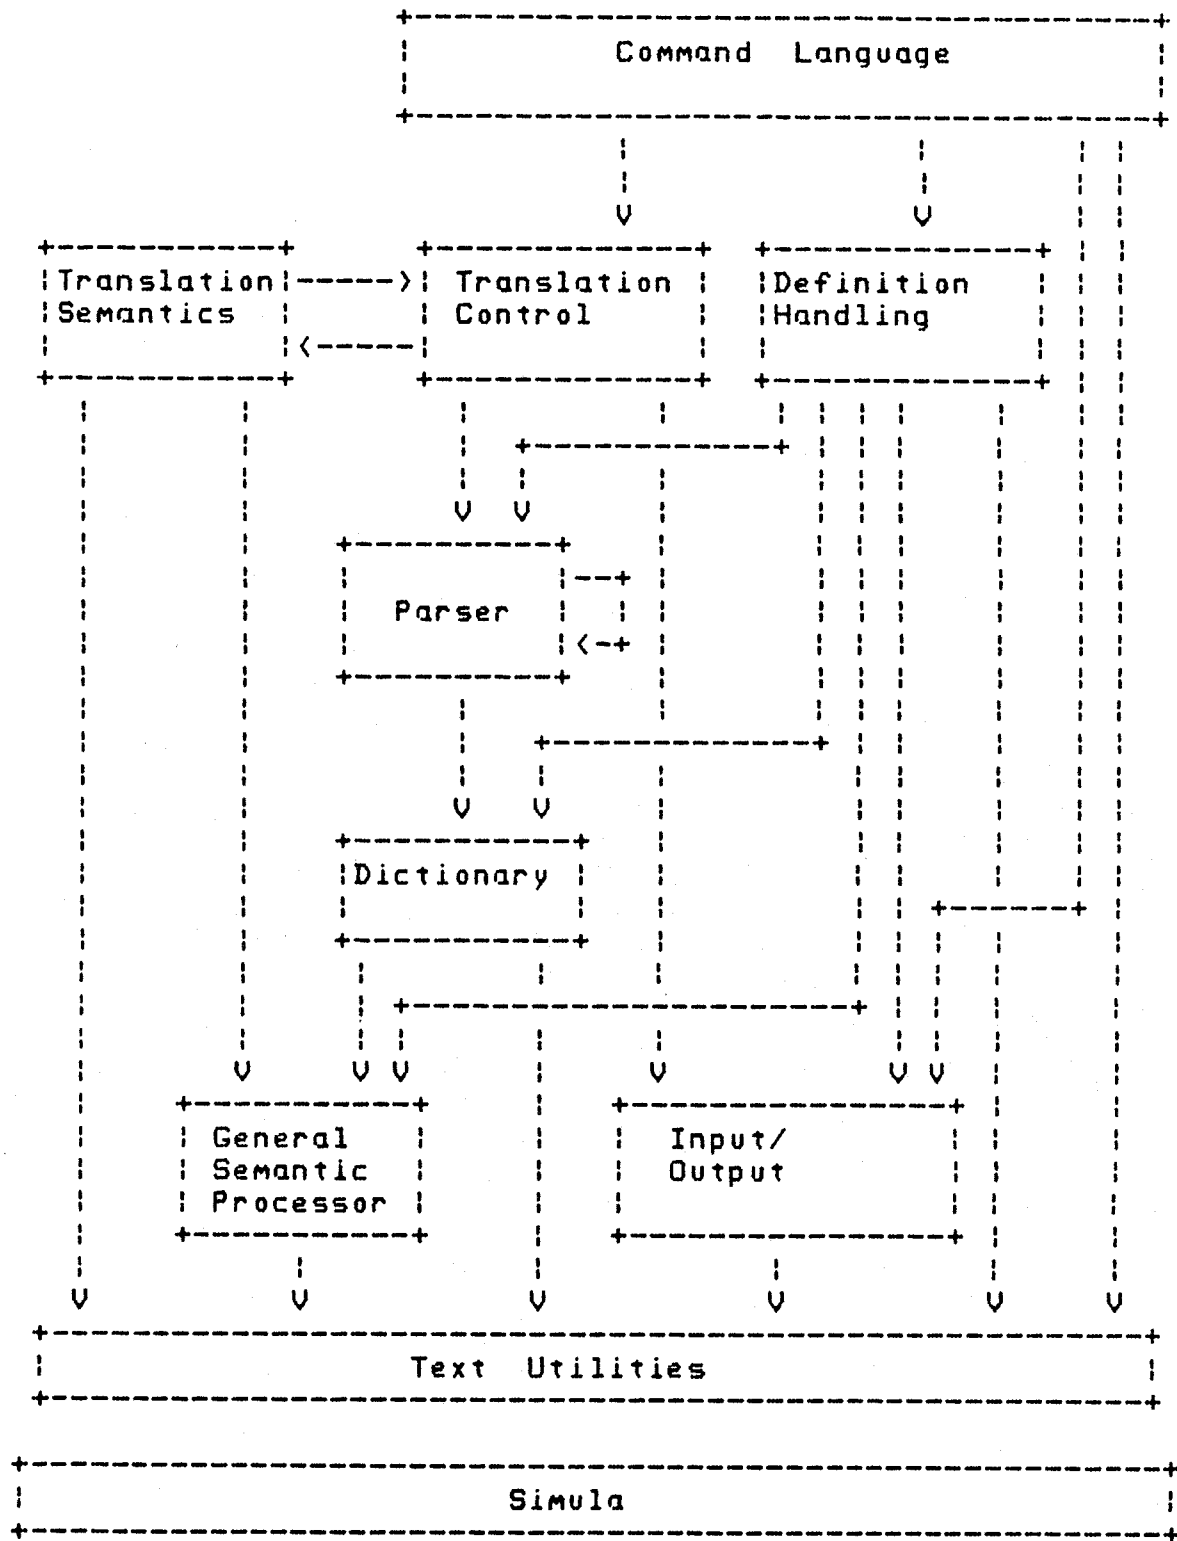 Command Language
Translation
Semantics
Translation
Control
Definition
Handling
Parser
Dictionary
General
Semantic
Processor
Input/
Output
Text Utilities
Simula